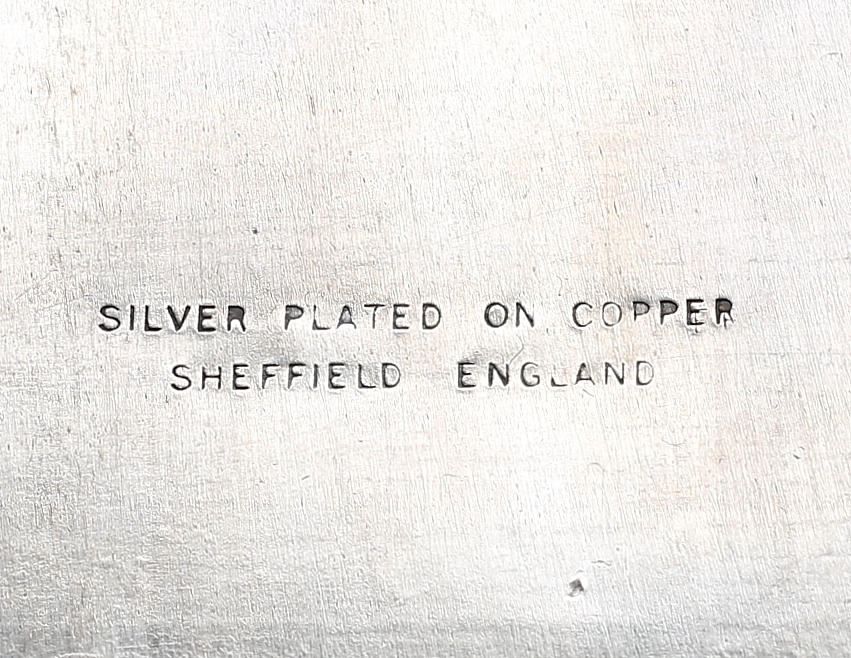 SILVER PLATED ON COPPER
SHEFFIELD ENGLAND